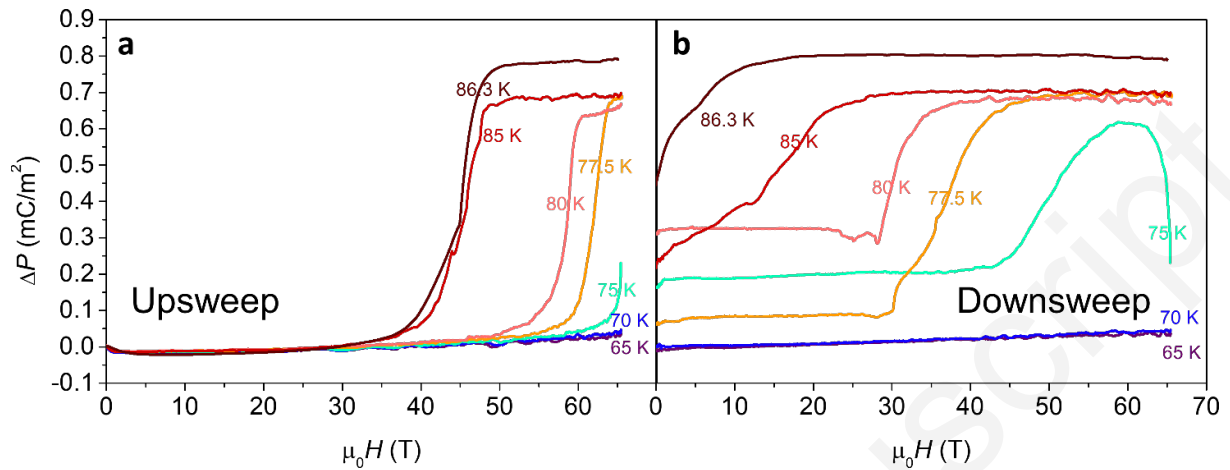 a
b
0.9
0.8
0.7
0.6
0.5
0.4
0.3
0.2
0.1
0.0
-0.1
ΔP (mC/m²)
86.3 K
85 K
80 K
77.5 K
75 K
70 K
65 K
Upsweep
0 10 20 30 40 50 60
μ₀H (T)
86.3 K
85 K
80 K
77.5 K
75 K
70 K
65 K
Downsweep
0 10 20 30 40 50 60 70
μ₀H (T)